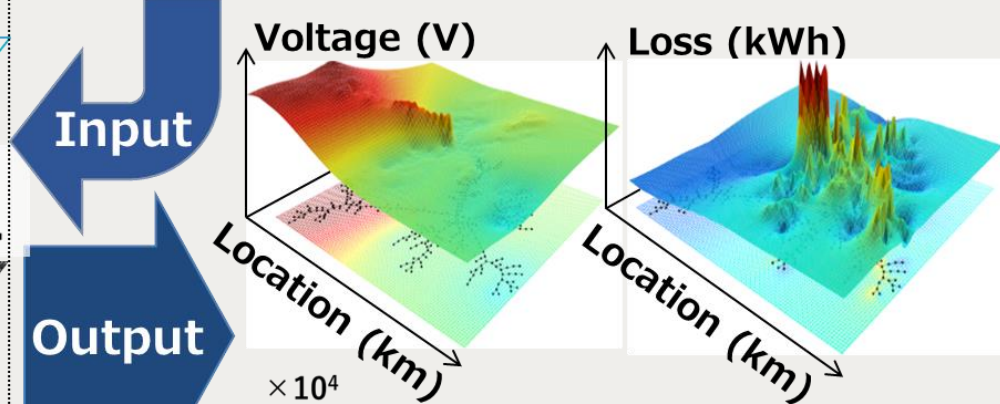 Voltage (V)
Loss (kWh)
Input
Location (km)
Location (km)
Output
×10⁴